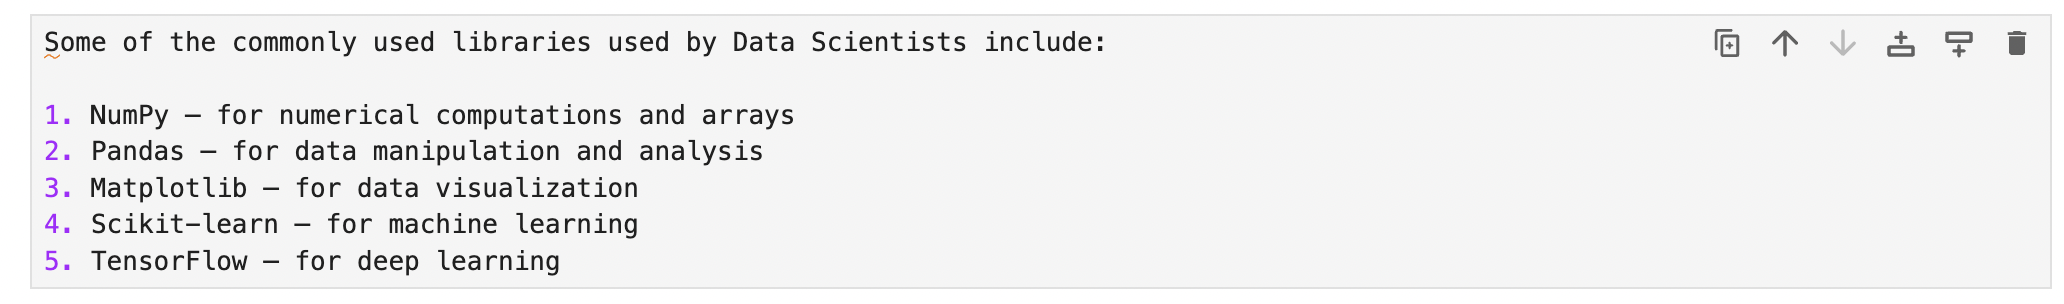 Some of the commonly used libraries used by Data Scientists include:
1. NumPy – for numerical computations and arrays
2. Pandas – for data manipulation and analysis
3. Matplotlib – for data visualization
4. Scikit-learn – for machine learning
5. TensorFlow – for deep learning